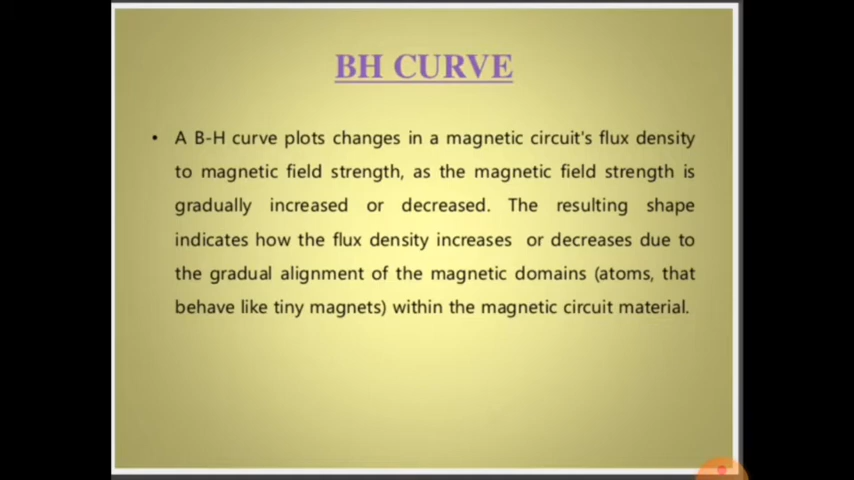 BH CURVE
• A B-H curve plots changes in a magnetic circuit's flux density
to magnetic field strength, as the magnetic field strength is
gradually increased or decreased. The resulting shape
indicates how the flux density increases or decreases due to
the gradual alignment of the magnetic domains (atoms, that
behave like tiny magnets) within the magnetic circuit material.